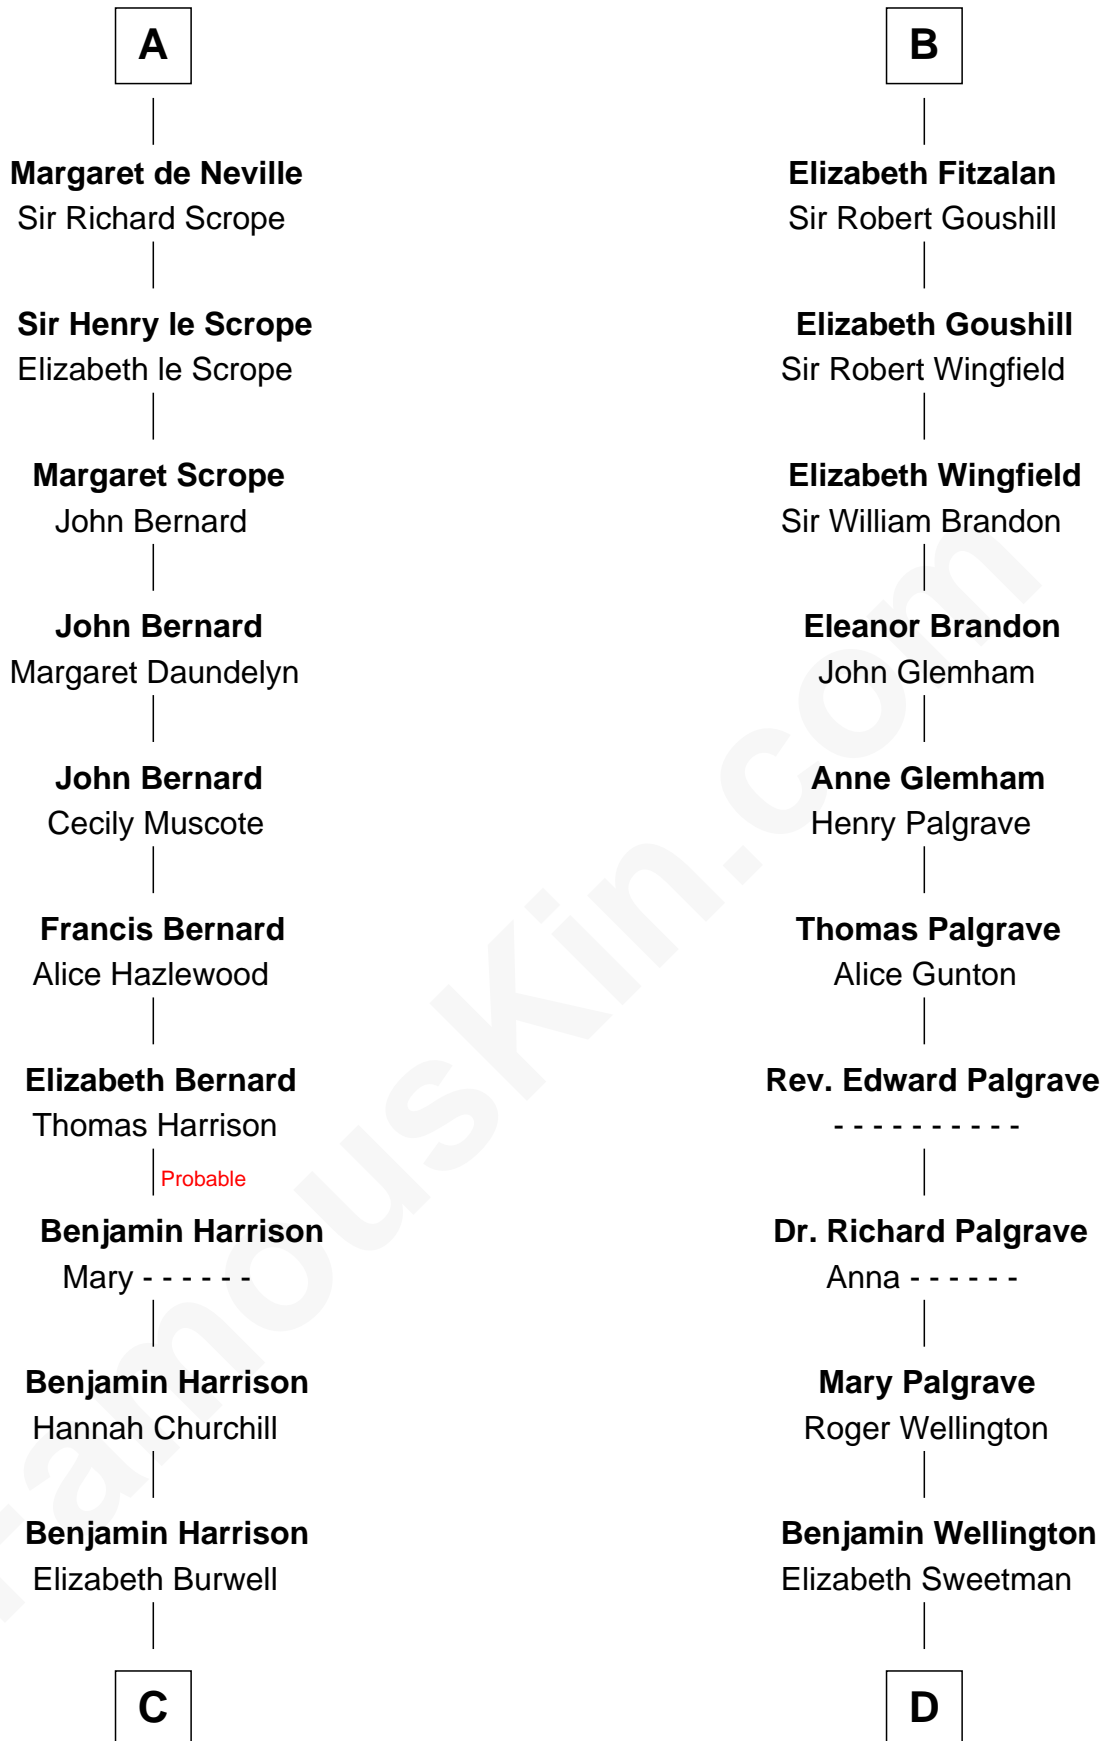 A
Margaret de Neville
Sir Richard Scrope
Sir Henry le Scrope
Elizabeth le Scrope
Margaret Scrope
John Bernard
John Bernard
Margaret Daundelyn
John Bernard
Cecily Muscote
Francis Bernard
Alice Hazlewood
Elizabeth Bernard
Thomas Harrison
Probable
Benjamin Harrison
Mary - - - - - -
Benjamin Harrison
Hannah Churchill
Benjamin Harrison
Elizabeth Burwell
C
B
Elizabeth Fitzalan
Sir Robert Goushill
Elizabeth Goushill
Sir Robert Wingfield
Elizabeth Wingfield
Sir William Brandon
Eleanor Brandon
John Glemham
Anne Glemham
Henry Palgrave
Thomas Palgrave
Alice Gunton
Rev. Edward Palgrave
- - - - - - - - - -
Dr. Richard Palgrave
Anna - - - - - -
Mary Palgrave
Roger Wellington
Benjamin Wellington
Elizabeth Sweetman
D
FamousKin.com